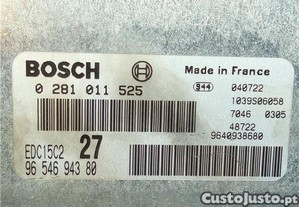 BOSCH
Made in France
0 281 011 525
944 040722
1039S06058
7046 0305
48722
9640938680
EDC15C2 27
96 546 943 80
CustoJusto.pt